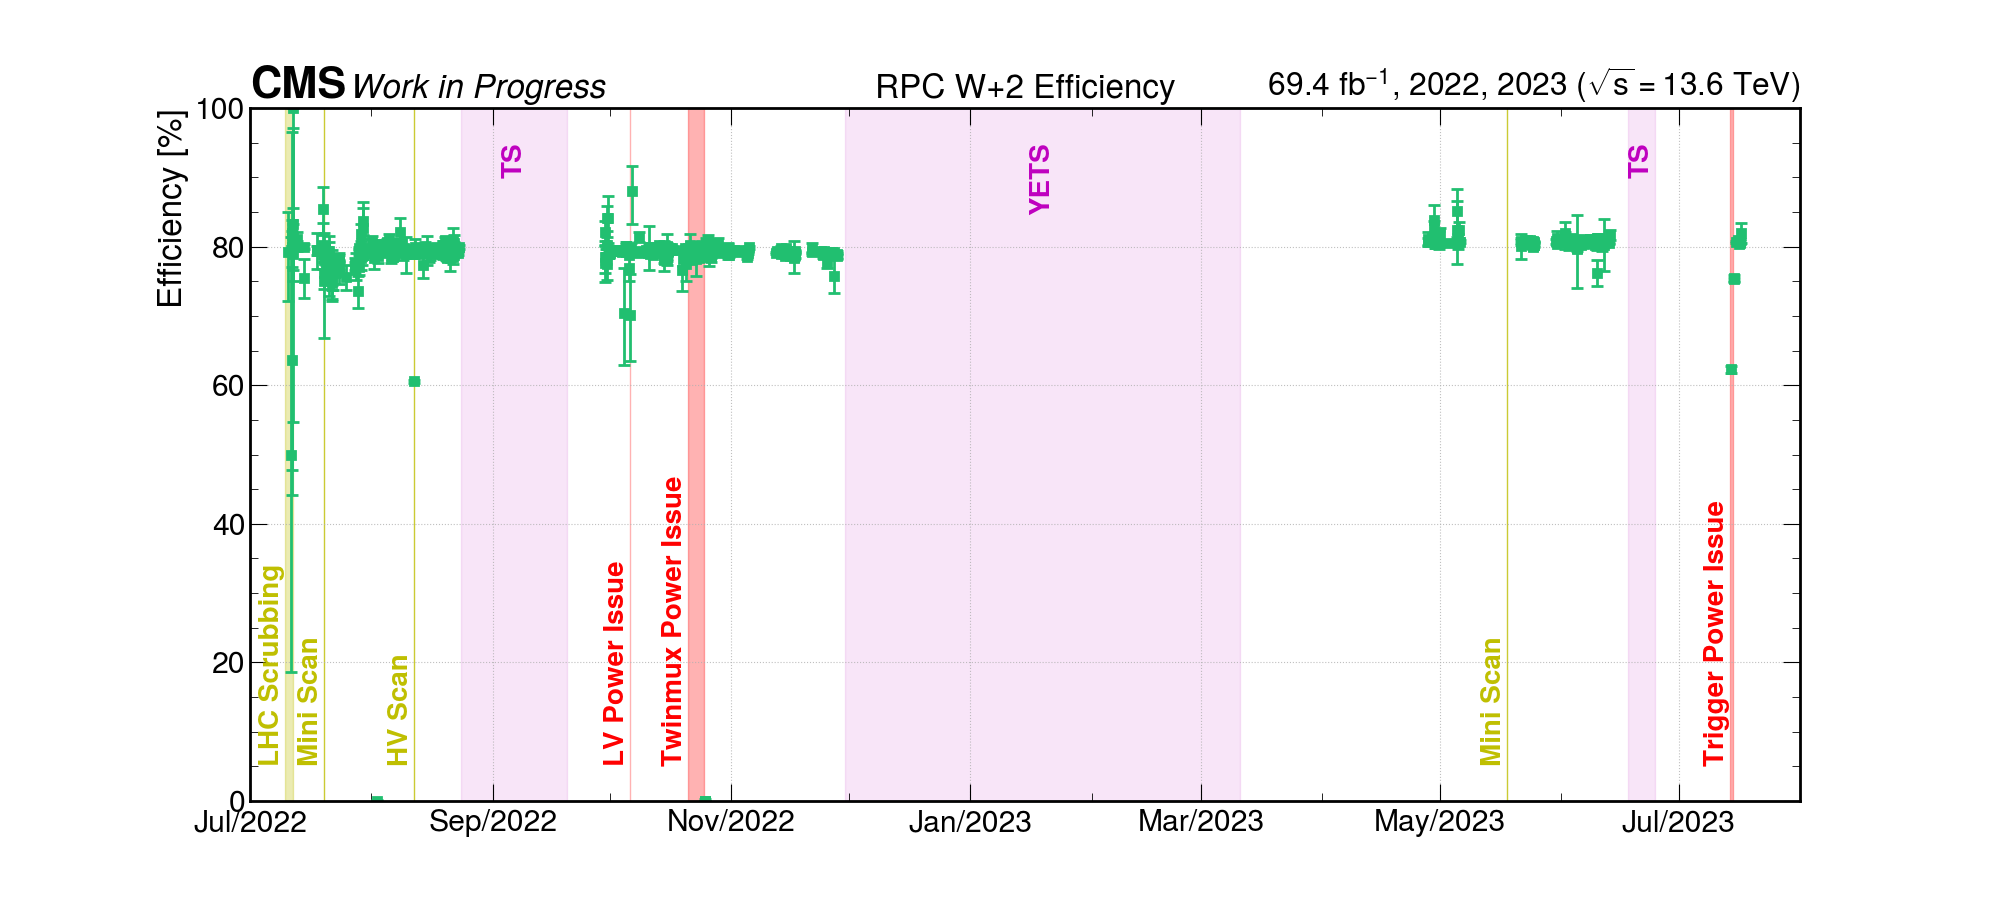 CMS Work in Progress RPC W+2 Efficiency 69.4 fb⁻¹, 2022, 2023 (√s = 13.6 TeV)
Efficiency [%]
100
80
60
40
20
0
LHC Scrubbing
Mini Scan
HV Scan
TS
LV Power Issue
Twinmux Power Issue
YETS
Mini Scan
TS
Trigger Power Issue
Jul/2022 Sep/2022 Nov/2022 Jan/2023 Mar/2023 May/2023 Jul/2023